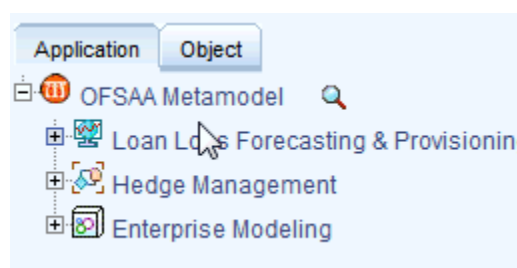 Application Object
OFSAA Metamodel
Loan Loss Forecasting & Provisionin
Hedge Management
Enterprise Modeling